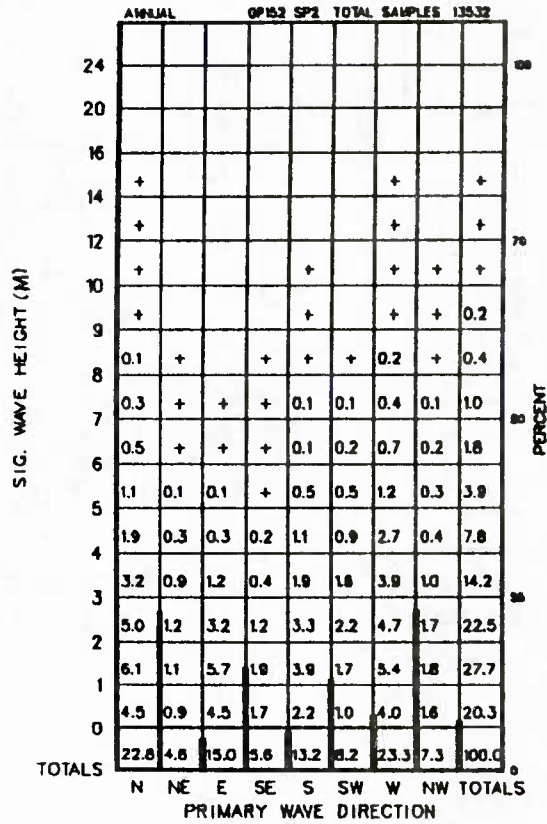 ANNUAL GP152 SP2 TOTAL SAMPLES 13532
24 100
20
16
14 + + +
+ + +
12 70
10 + + + + +
9 + + + + 0.2
8 0.1 + + + + 0.2 + 0.4
7 0.3 + + + 0.1 0.1 0.4 0.1 1.0
6 0.5 + + + 0.1 0.2 0.7 0.2 1.8
5 1.1 0.1 0.1 + 0.5 0.5 1.2 0.3 3.9
4 1.9 0.3 0.3 0.2 1.1 0.9 2.7 0.4 7.8
3 3.2 0.9 1.2 0.4 1.9 1.6 3.9 1.0 14.2
2 5.0 1.2 3.2 1.2 3.3 2.2 4.7 1.7 22.5
1 6.1 1.1 5.7 1.9 3.9 1.7 5.4 1.8 27.7
0 4.5 0.9 4.5 1.7 2.2 1.0 4.0 1.6 20.3
TOTALS 22.8 4.6 15.0 5.6 13.2 8.2 23.3 7.3 100.0 0
N NE E SE S SW W NW TOTALS
PRIMARY WAVE DIRECTION
SIG. WAVE HEIGHT (M)
PERCENT